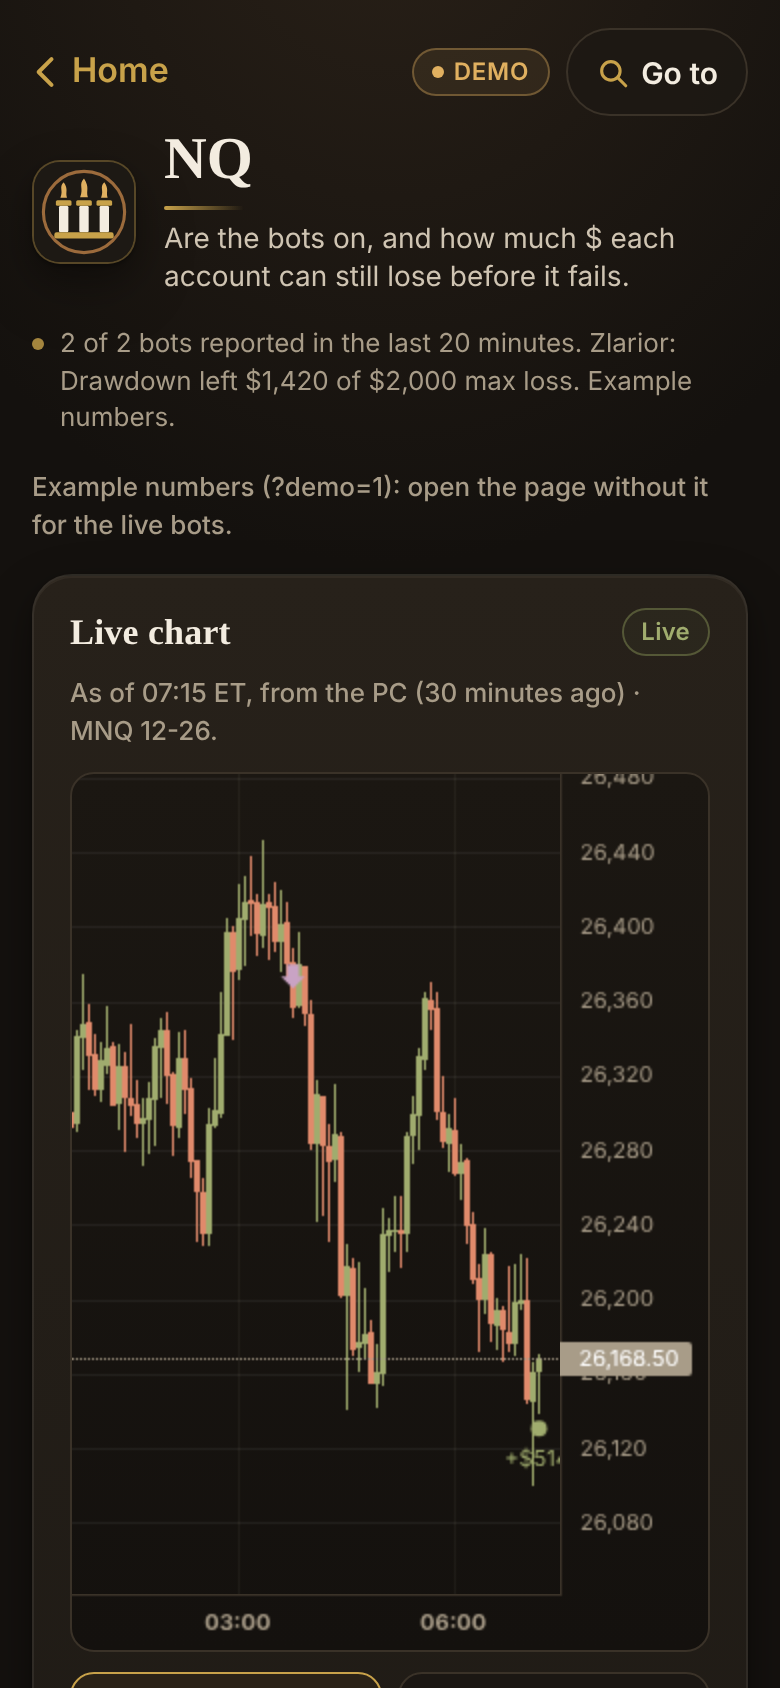 Home
DEMO
Go to
NQ
Are the bots on, and how much $ each
account can still lose before it fails.
2 of 2 bots reported in the last 20 minutes. Zlarior:
Drawdown left $1,420 of $2,000 max loss. Example
numbers.
Example numbers (?demo=1): open the page without it
for the live bots.
Live chart
Live
As of 07:15 ET, from the PC (30 minutes ago) ·
MNQ 12-26.
26,480
26,440
26,400
26,360
26,320
26,280
26,240
26,200
26,168.50
26,120
+$514
26,080
03:00
06:00